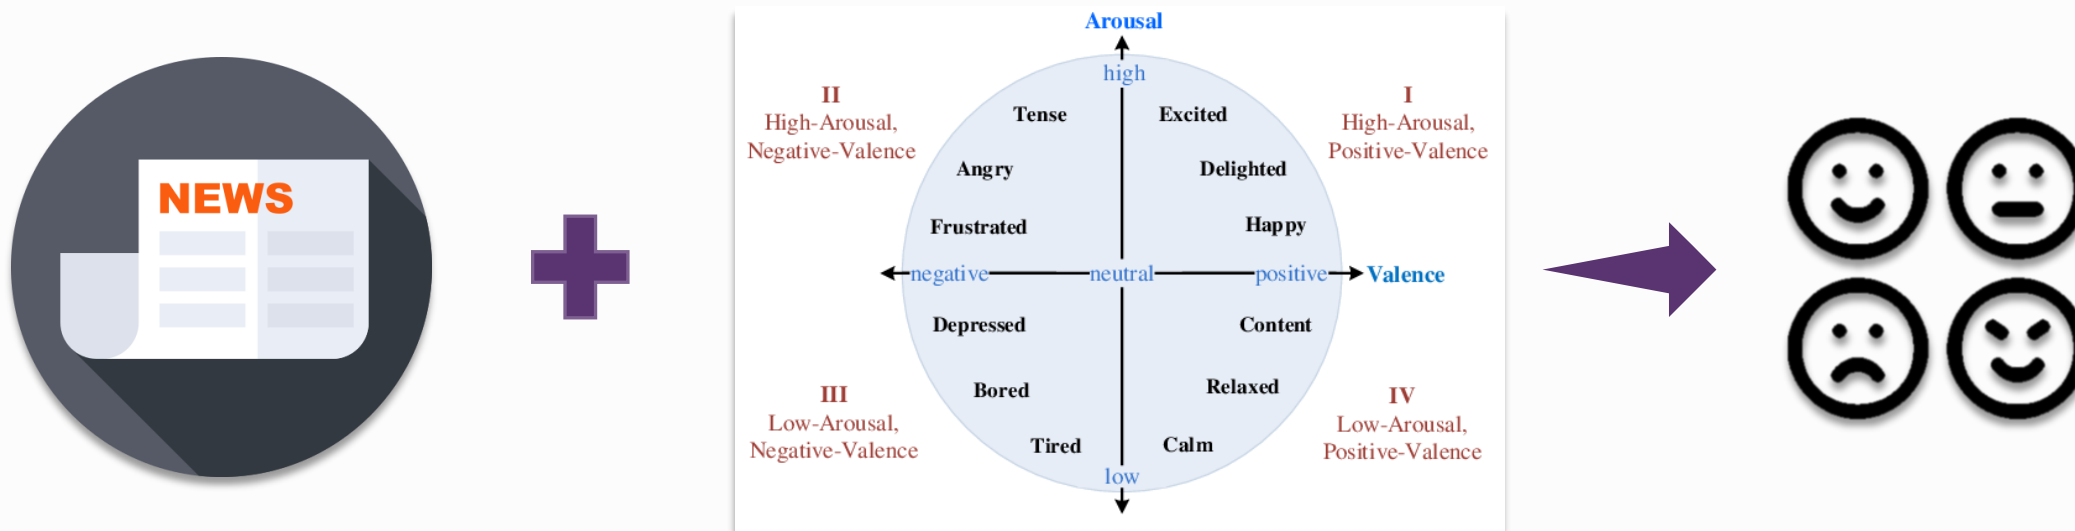 NEWS
Arousal
high
II
High-Arousal,
Negative-Valence
I
High-Arousal,
Positive-Valence
Tense
Excited
Angry
Delighted
Frustrated
Happy
negative
neutral
positive
Valence
Depressed
Content
Bored
Relaxed
III
Low-Arousal,
Negative-Valence
IV
Low-Arousal,
Positive-Valence
Tired
Calm
low